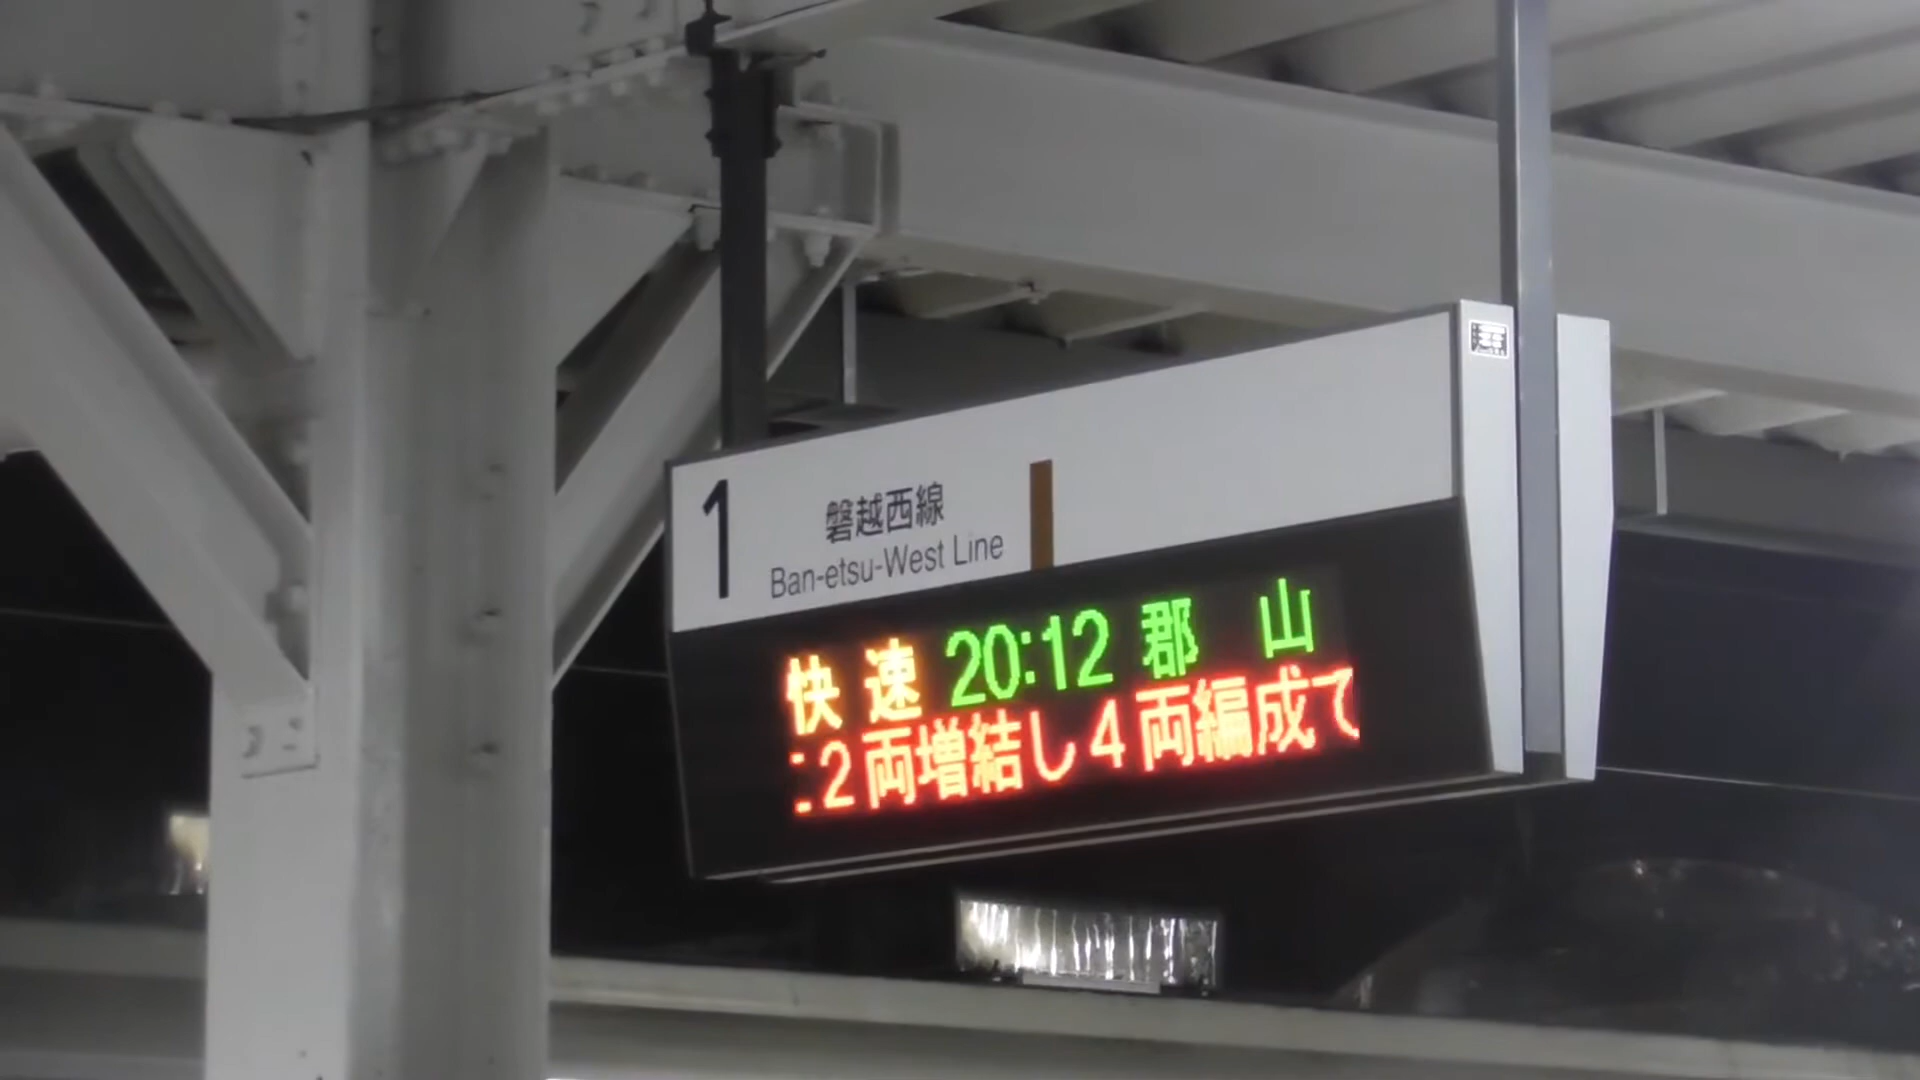 1
磐越西線
Ban-etsu-West Line
快速 20:12 郡 山
2両増結し4両編成で